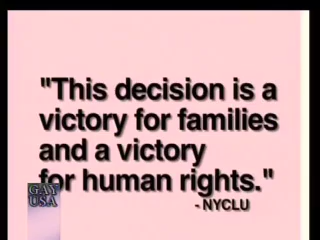 "This decision is a
victory for families
and a victory
for human rights."
- NYCLU
GAY
USA